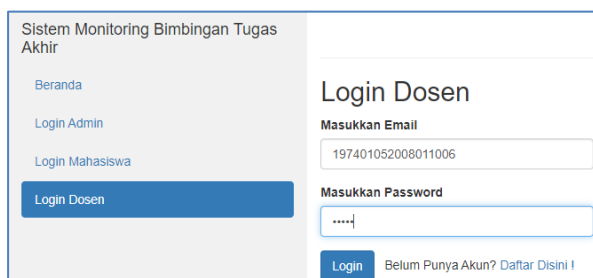 Sistem Monitoring Bimbingan Tugas
Akhir
Beranda
Login Admin
Login Mahasiswa
Login Dosen
Login Dosen
Masukkan Email
197401052008011006
Masukkan Password
•••••
Login Belum Punya Akun? Daftar Disini !